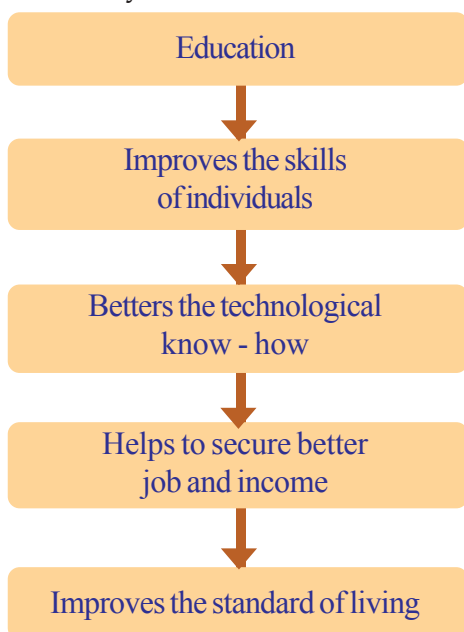 Education
Improves the skills
of individuals
Betters the technological
know - how
Helps to secure better
job and income
Improves the standard of living